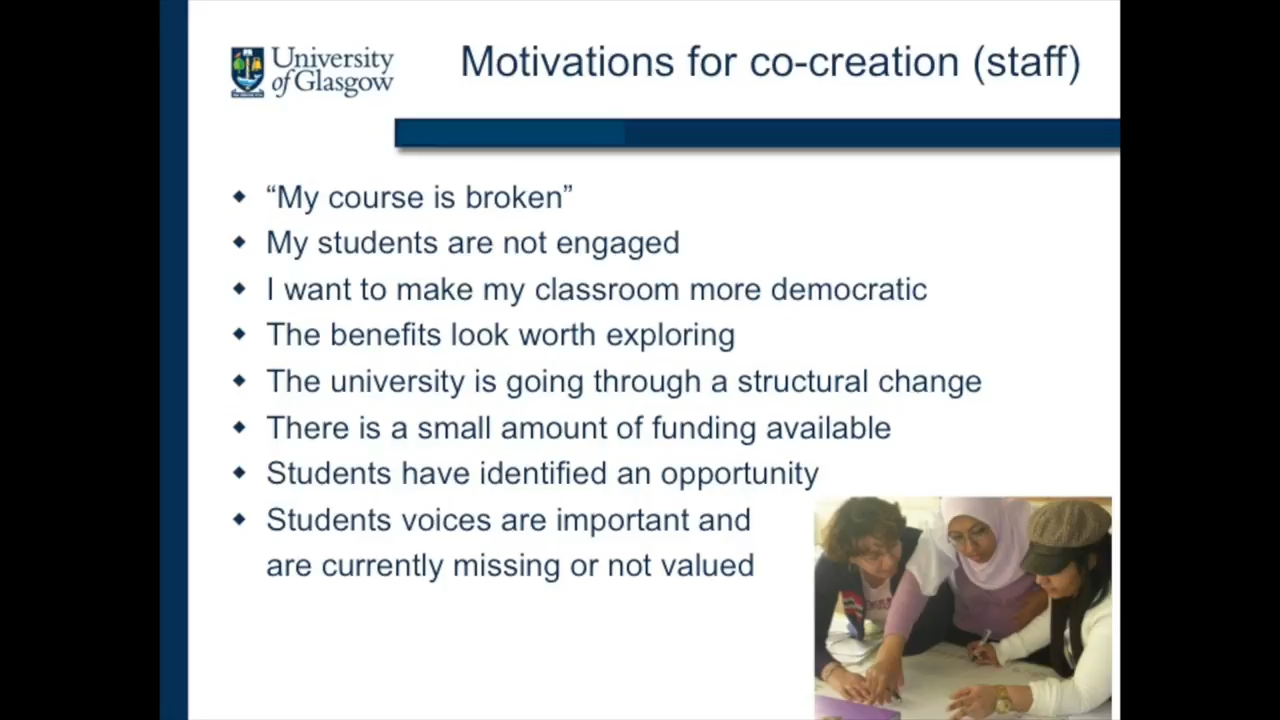 University
of Glasgow
Motivations for co-creation (staff)
“My course is broken”
My students are not engaged
I want to make my classroom more democratic
The benefits look worth exploring
The university is going through a structural change
There is a small amount of funding available
Students have identified an opportunity
Students voices are important and
are currently missing or not valued